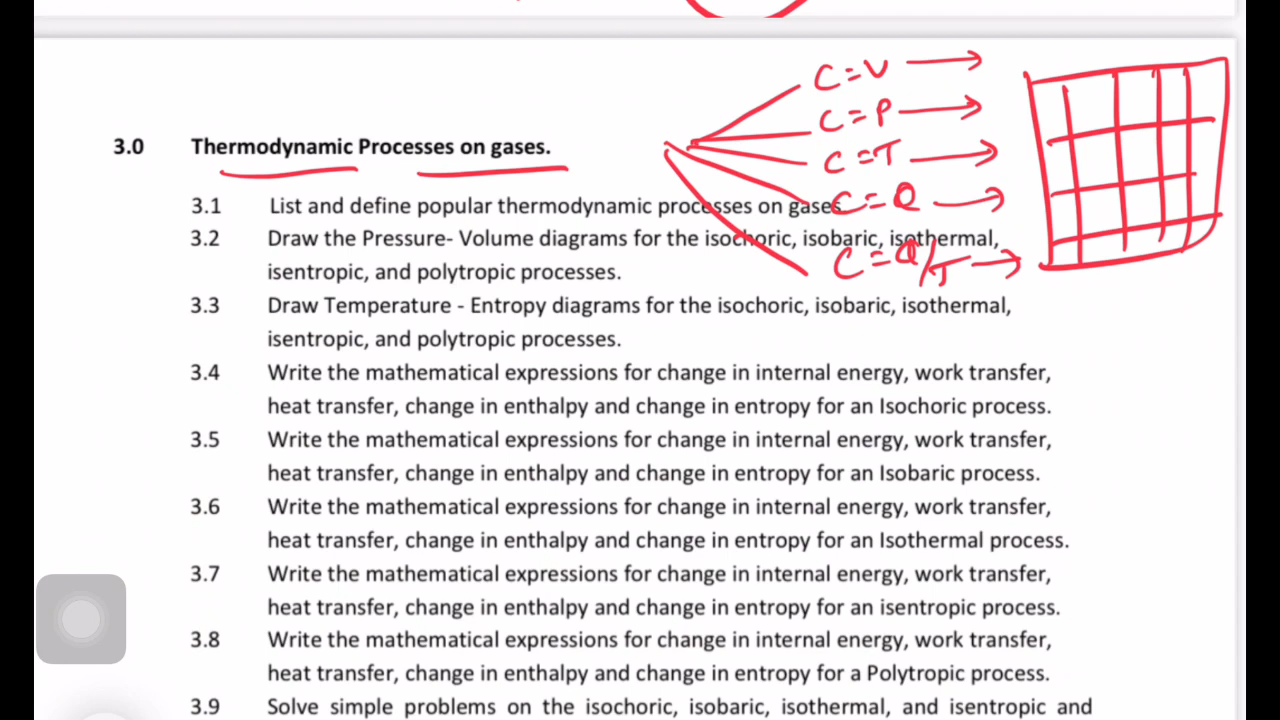 C=V
C=P
C=T
C=Q
C=Q/T
3.0 Thermodynamic Processes on gases.
3.1 List and define popular thermodynamic processes on gases.
3.2 Draw the Pressure- Volume diagrams for the isochoric, isobaric, isothermal,
isentropic, and polytropic processes.
3.3 Draw Temperature - Entropy diagrams for the isochoric, isobaric, isothermal,
isentropic, and polytropic processes.
3.4 Write the mathematical expressions for change in internal energy, work transfer,
heat transfer, change in enthalpy and change in entropy for an Isochoric process.
3.5 Write the mathematical expressions for change in internal energy, work transfer,
heat transfer, change in enthalpy and change in entropy for an Isobaric process.
3.6 Write the mathematical expressions for change in internal energy, work transfer,
heat transfer, change in enthalpy and change in entropy for an Isothermal process.
3.7 Write the mathematical expressions for change in internal energy, work transfer,
heat transfer, change in enthalpy and change in entropy for an isentropic process.
3.8 Write the mathematical expressions for change in internal energy, work transfer,
heat transfer, change in enthalpy and change in entropy for a Polytropic process.
3.9 Solve simple problems on the isochoric, isobaric, isothermal, and isentropic and